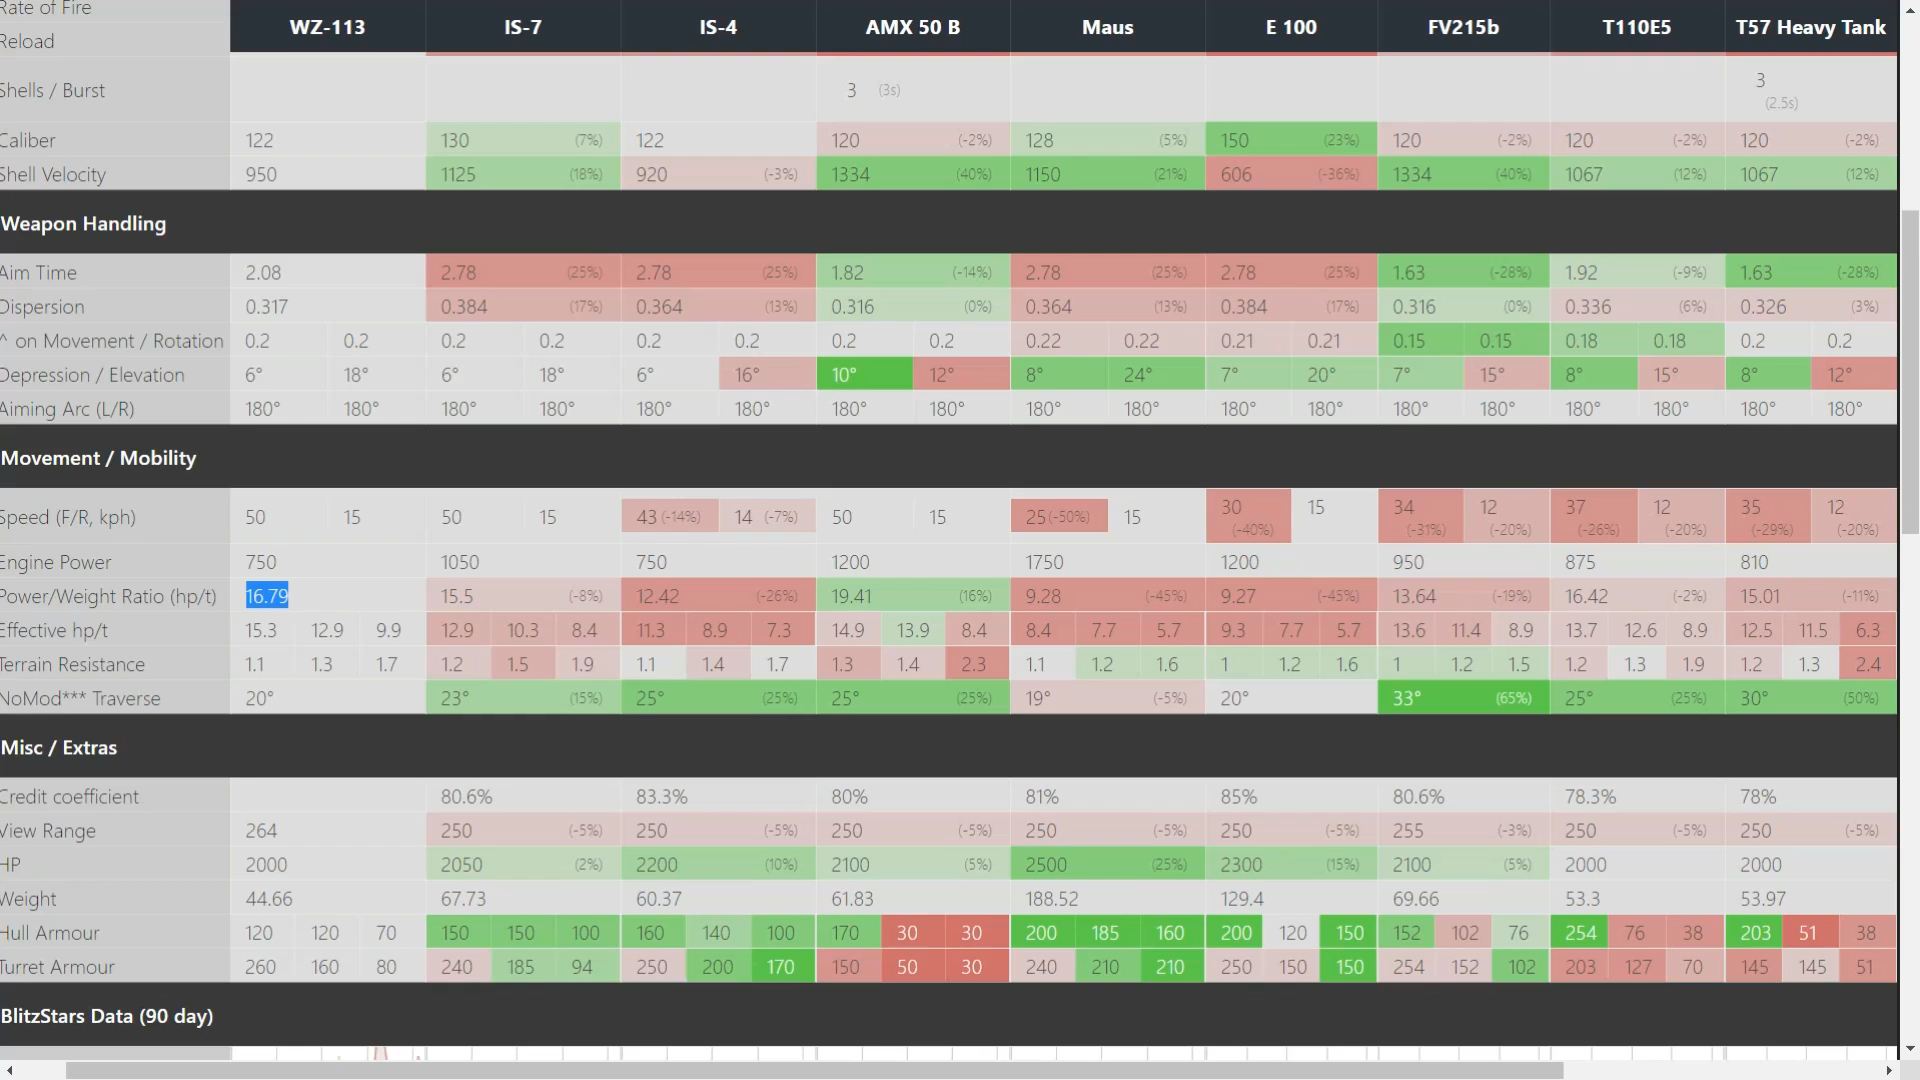 Rate of Fire
WZ-113 IS-7 IS-4 AMX 50 B Maus E 100 FV215b T110E5 T57 Heavy Tank
Reload
Shells / Burst 3 (3s) 3 (2.5s)
Caliber 122 130 (7%) 122 120 (-2%) 128 (5%) 150 (23%) 120 (-2%) 120 (-2%) 120 (-2%)
Shell Velocity 950 1125 (18%) 920 (-3%) 1334 (40%) 1150 (21%) 606 (-36%) 1334 (40%) 1067 (12%) 1067 (12%)
Weapon Handling
Aim Time 2.08 2.78 (25%) 2.78 (25%) 1.82 (-14%) 2.78 (25%) 2.78 (25%) 1.63 (-28%) 1.92 (-9%) 1.63 (-28%)
Dispersion 0.317 0.384 (17%) 0.364 (13%) 0.316 (0%) 0.364 (13%) 0.384 (17%) 0.316 (0%) 0.336 (6%) 0.326 (3%)
^ on Movement / Rotation 0.2 0.2 0.2 0.2 0.2 0.2 0.2 0.2 0.22 0.22 0.21 0.21 0.15 0.15 0.18 0.18 0.2 0.2
Depression / Elevation 6° 18° 6° 18° 6° 16° 10° 12° 8° 24° 7° 20° 7° 15° 8° 15° 8° 12°
Aiming Arc (L/R) 180° 180° 180° 180° 180° 180° 180° 180° 180° 180° 180° 180° 180° 180° 180° 180° 180° 180°
Movement / Mobility
Speed (F/R, kph) 50 15 50 15 43 (-14%) 14 (-7%) 50 15 25 (-50%) 15 30 (-40%) 15 34 (-31%) 12 (-20%) 37 (-26%) 12 (-20%) 35 (-29%) 12 (-20%)
Engine Power 750 1050 750 1200 1750 1200 950 875 810
Power/Weight Ratio (hp/t) 16.79 15.5 (-8%) 12.42 (-26%) 19.41 (16%) 9.28 (-45%) 9.27 (-45%) 13.64 (-19%) 16.42 (-2%) 15.01 (-11%)
Effective hp/t 15.3 12.9 9.9 12.9 10.3 8.4 11.3 8.9 7.3 14.9 13.9 8.4 8.4 7.7 5.7 9.3 7.7 5.7 13.6 11.4 8.9 13.7 12.6 8.9 12.5 11.5 6.3
Terrain Resistance 1.1 1.3 1.7 1.2 1.5 1.9 1.1 1.4 1.7 1.3 1.4 2.3 1.1 1.2 1.6 1 1.2 1.6 1 1.2 1.5 1.2 1.3 1.9 1.2 1.3 2.4
NoMod*** Traverse 20° 23° (15%) 25° (25%) 25° (25%) 19° (-5%) 20° 33° (65%) 25° (25%) 30° (50%)
Misc / Extras
Credit coefficient 80.6% 83.3% 80% 81% 85% 80.6% 78.3% 78%
View Range 264 250 (-5%) 250 (-5%) 250 (-5%) 250 (-5%) 250 (-5%) 255 (-3%) 250 (-5%) 250 (-5%)
HP 2000 2050 (2%) 2200 (10%) 2100 (5%) 2500 (25%) 2300 (15%) 2100 (5%) 2000 2000
Weight 44.66 67.73 60.37 61.83 188.52 129.4 69.66 53.3 53.97
Hull Armour 120 120 70 150 150 100 160 140 100 170 30 30 200 185 160 200 120 150 152 102 76 254 76 38 203 51 38
Turret Armour 260 160 80 240 185 94 250 200 170 150 50 30 240 210 210 250 150 150 254 152 102 203 127 70 145 145 51
BlitzStars Data (90 day)